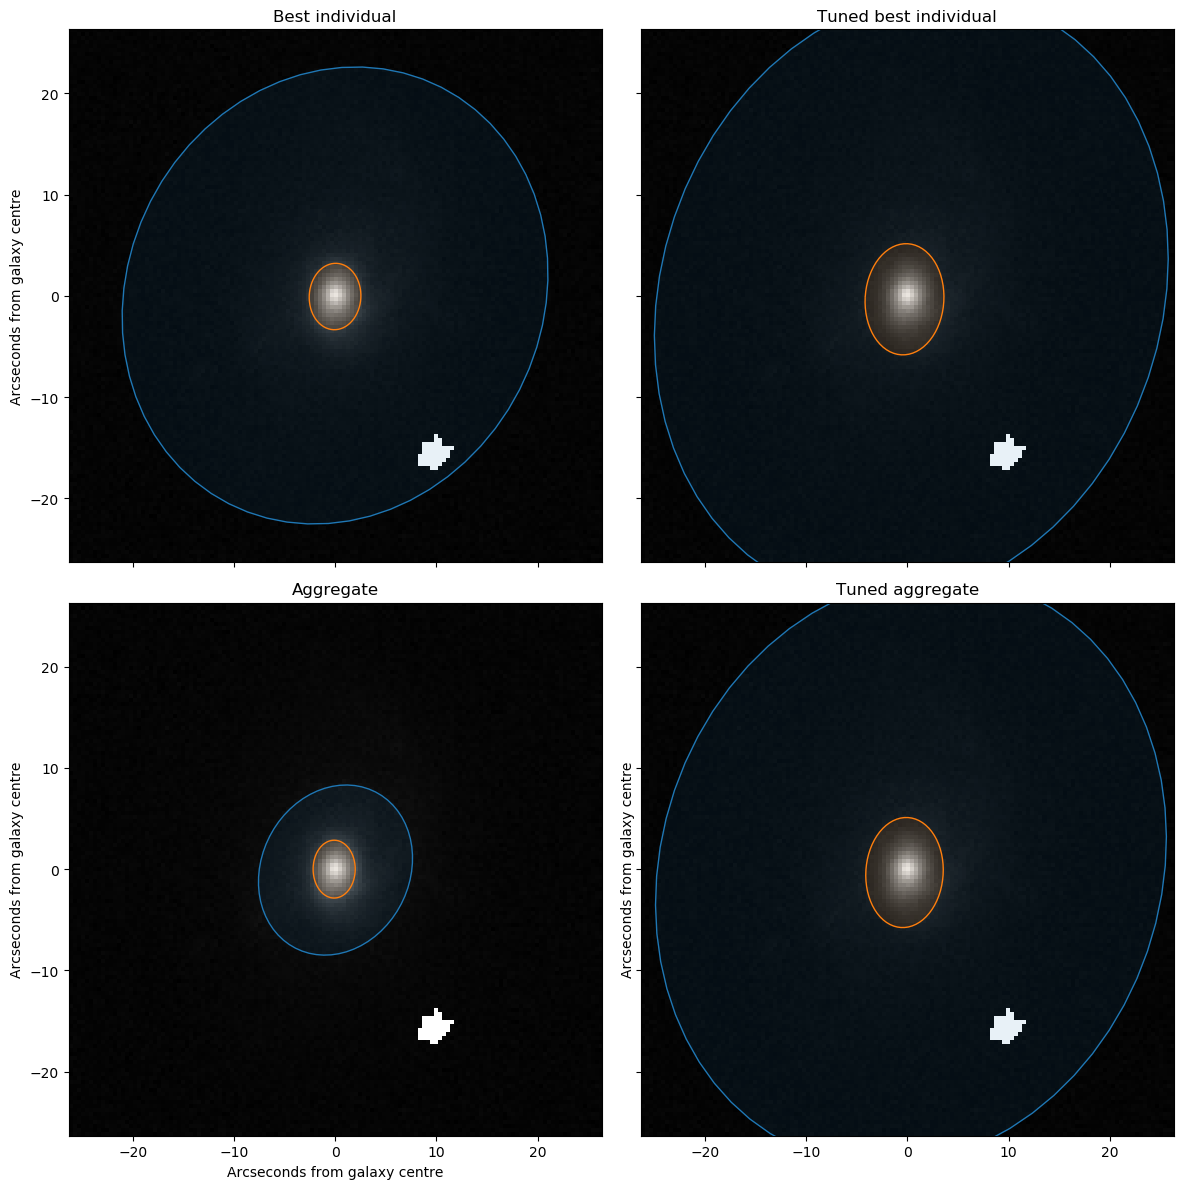 Best individual
Tuned best individual
20
10
0
−10
−20
Arcseconds from galaxy centre
Aggregate
Tuned aggregate
20
10
0
−10
−20
Arcseconds from galaxy centre
Arcseconds from galaxy centre
−20 −10 0 10 20
−20 −10 0 10 20
Arcseconds from galaxy centre